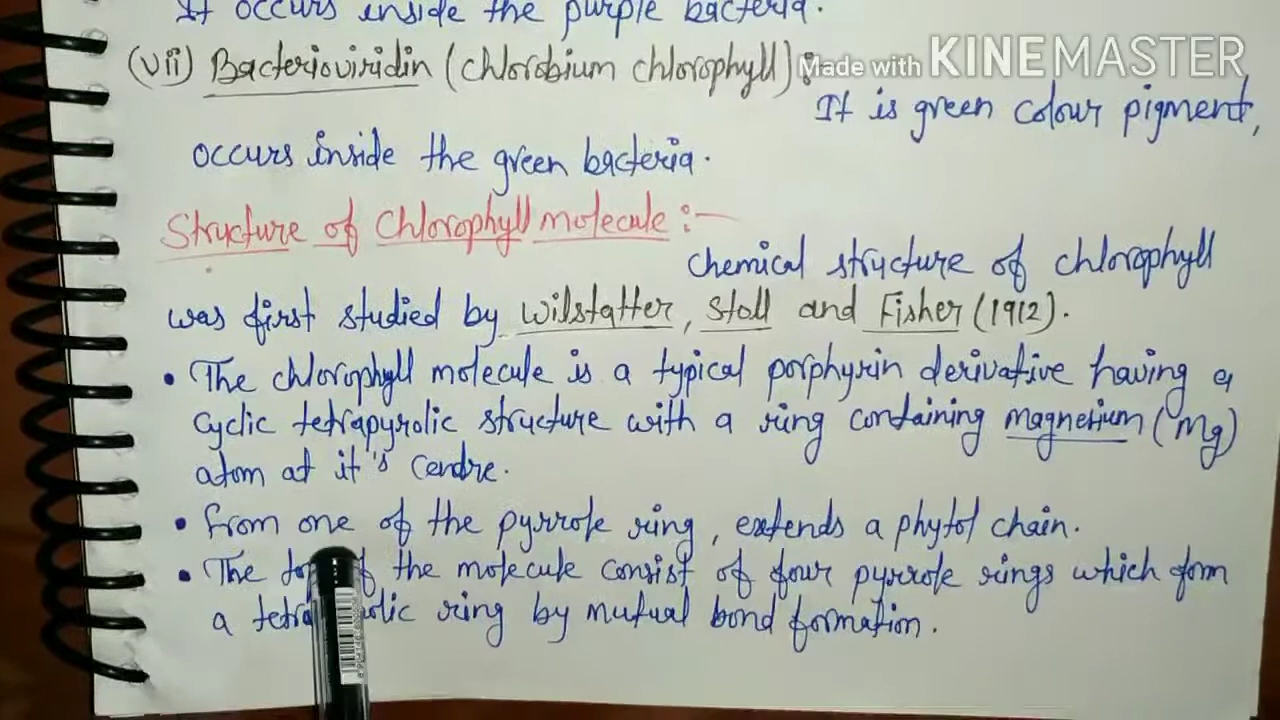 It occurs inside the purple bacteria.
Made with KINEMASTER
(vii) Bacterioviridin (chlorobium chlorophyll):
It is green colour pigment,
occurs inside the green bacteria.
Structure of Chlorophyll molecule:-
Chemical structure of chlorophyll
was first studied by Wilstatter, Stoll and Fisher (1912).
• The chlorophyll molecule is a typical porphyrin derivative having a
cyclic tetrapyrolic structure with a ring containing magnesium (Mg)
atom at it's centre.
• From one of the pyrrole ring, extends a phytol chain.
• The top of the molecule consist of four pyrrole rings which form
a ring by mutual bond formation.